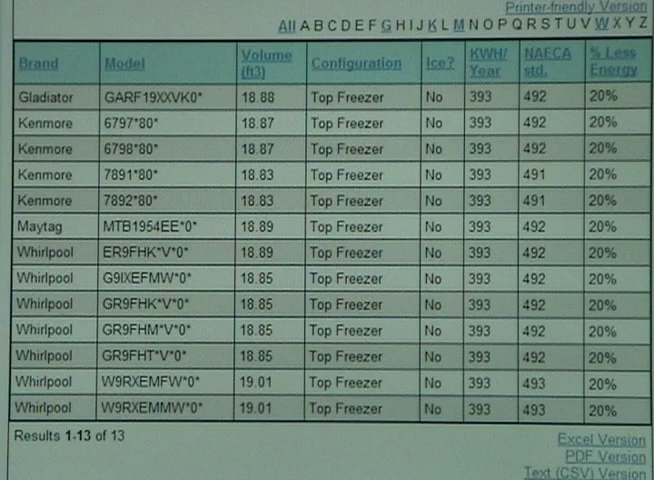 Printer-friendly Version
All A B C D E F G H I J K L M N O P Q R S T U V W X Y Z
Brand Model Volume (ft3) Configuration Ice? KWH/ Year NAECA std. % Less Energy
Gladiator GARF19XXVK0* 18.88 Top Freezer No 393 492 20%
Kenmore 6797*80* 18.87 Top Freezer No 393 492 20%
Kenmore 6798*80* 18.87 Top Freezer No 393 492 20%
Kenmore 7891*80* 18.83 Top Freezer No 393 491 20%
Kenmore 7892*80* 18.83 Top Freezer No 393 491 20%
Maytag MTB1954EE*0* 18.89 Top Freezer No 393 492 20%
Whirlpool ER9FHK*V*0* 18.89 Top Freezer No 393 492 20%
Whirlpool G9IXEFMW*0* 18.85 Top Freezer No 393 492 20%
Whirlpool GR9FHK*V*0* 18.85 Top Freezer No 393 492 20%
Whirlpool GR9FHM*V*0* 18.85 Top Freezer No 393 492 20%
Whirlpool GR9FHT*V*0* 18.85 Top Freezer No 393 492 20%
Whirlpool W9RXEMFW*0* 19.01 Top Freezer No 393 493 20%
Whirlpool W9RXEMMW*0* 19.01 Top Freezer No 393 493 20%
Results 1-13 of 13
Excel Version
PDF Version
Text (CSV) Version